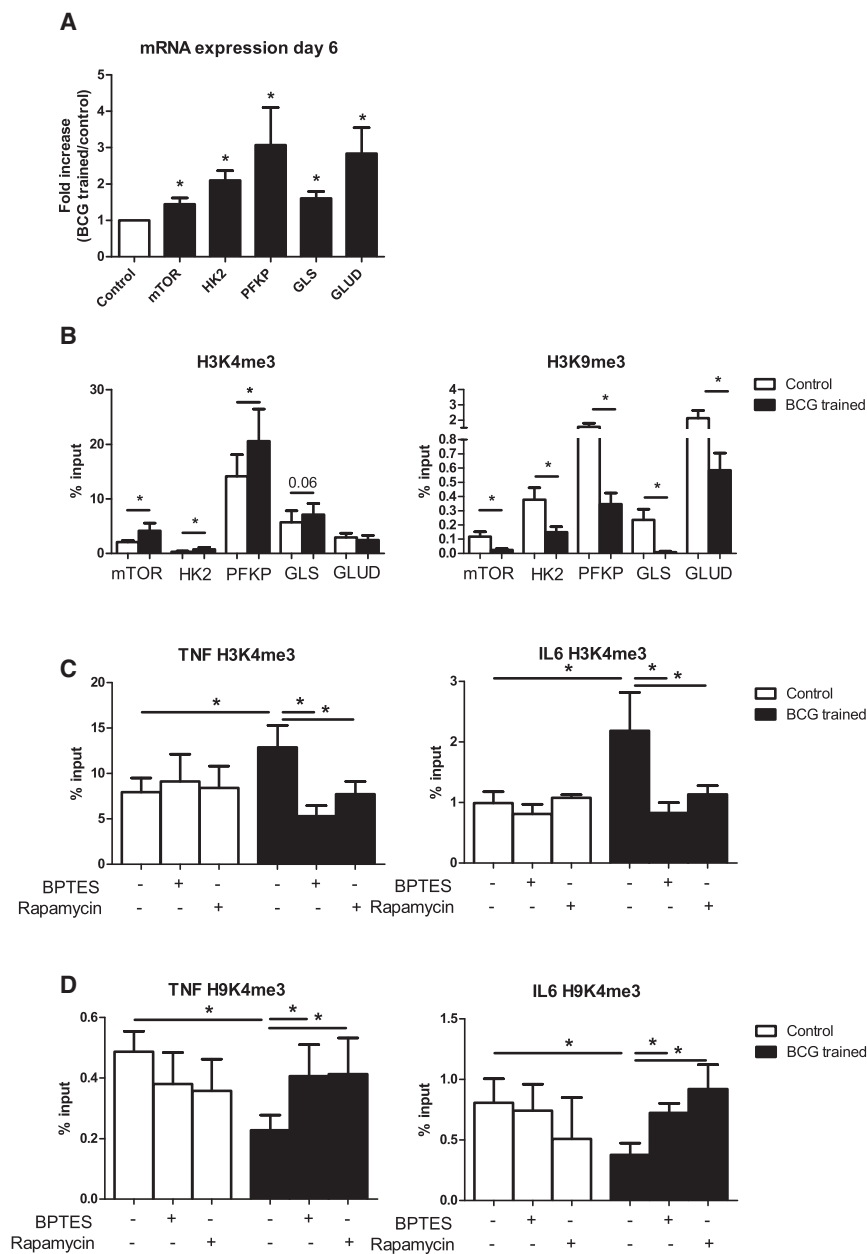 A
mRNA expression day 6
Fold increase
(BCG trained/control)
5
4
3
2
1
0
* * * * *
Control mTOR HK2 PFKP GLS GLUD
B
H3K4me3
% input
30
20
10
0
* * * 0.06
mTOR HK2 PFKP GLS GLUD
H3K9me3
% input
4
3
2
1
0.8
0.7
0.6
0.5
0.4
0.3
0.2
0.1
0.0
* * * * *
mTOR HK2 PFKP GLS GLUD
Control
BCG trained
C
TNF H3K4me3
% input
20
15
10
5
0
* * *
BPTES - + - - + -
Rapamycin - - + - - +
IL6 H3K4me3
% input
3
2
1
0
* * *
BPTES - + - - + -
Rapamycin - - + - - +
Control
BCG trained
D
TNF H9K4me3
% input
0.6
0.4
0.2
0.0
* * *
BPTES - + - - + -
Rapamycin - - + - - +
IL6 H9K4me3
% input
1.5
1.0
0.5
0.0
* * *
BPTES - + - - + -
Rapamycin - - + - - +
Control
BCG trained